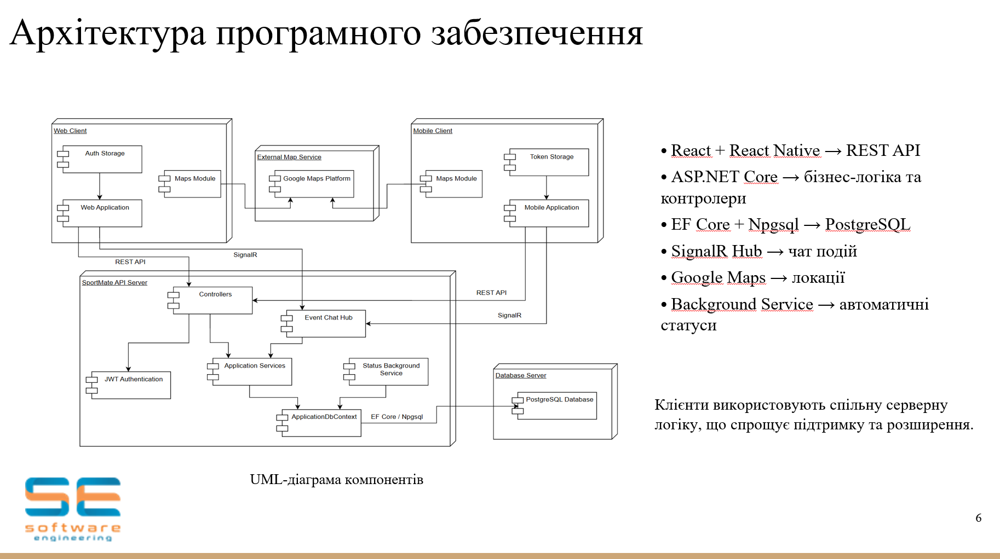 Архітектура програмного забезпечення
Web Client
Auth Storage
Maps Module
Web Application
External Map Service
Google Maps Platform
Mobile Client
Token Storage
Maps Module
Mobile Application
SignalR
REST API
SportMate API Server
Controllers
REST API
Event Chat Hub
SignalR
Application Services
Status Background
Service
JWT Authentication
ApplicationDbContext
EF Core / Npgsql
Database Server
PostgreSQL Database
UML-діаграма компонентів
• React + React Native → REST API
• ASP.NET Core → бізнес-логіка та
контролери
• EF Core + Npgsql → PostgreSQL
• SignalR Hub → чат подій
• Google Maps → локації
• Background Service → автоматичні
статуси
Клієнти використовують спільну серверну
логіку, що спрощує підтримку та розширення.
SE
software
engineering
6